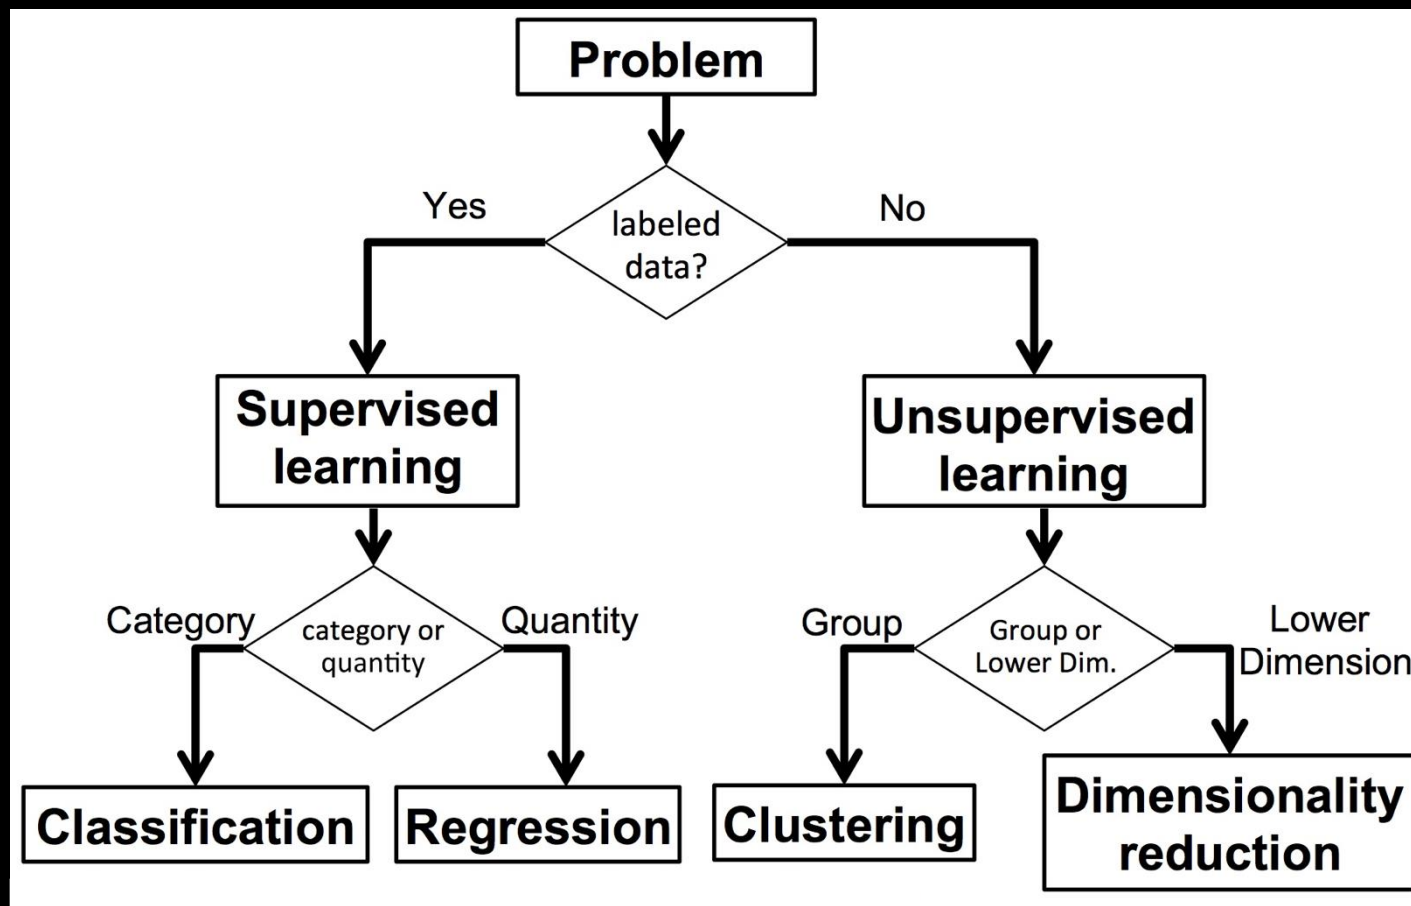 Problem
Yes
No
labeled
data?
Supervised
learning
Unsupervised
learning
Category
category or
quantity
Quantity
Group
Group or
Lower Dim.
Lower
Dimension
Classification
Regression
Clustering
Dimensionality
reduction